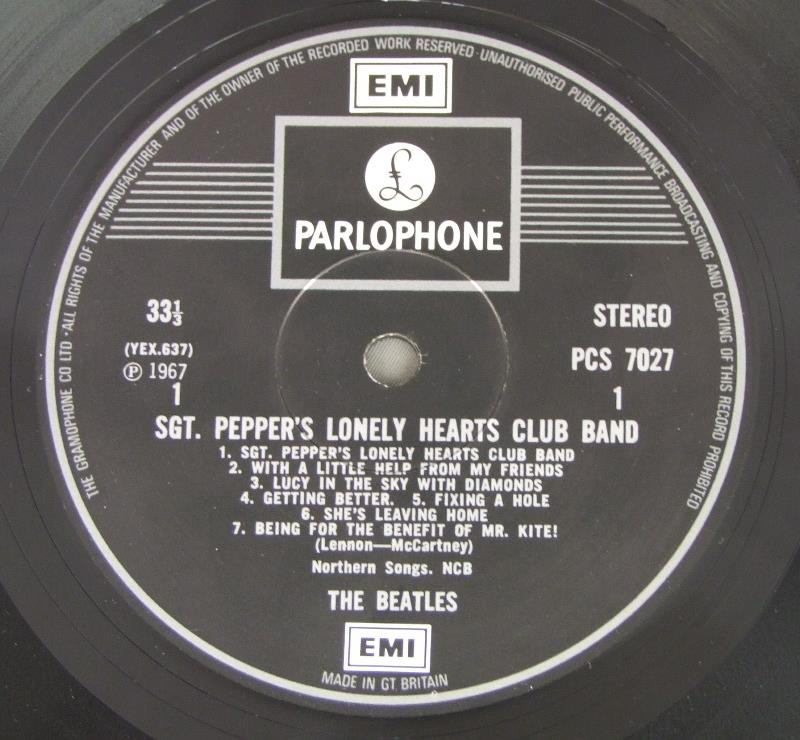 THE GRAMOPHONE CO LTD · ALL RIGHTS OF THE MANUFACTURER AND OF THE OWNER OF THE RECORDED WORK RESERVED · UNAUTHORISED PUBLIC PERFORMANCE BROADCASTING AND COPYING OF THIS RECORD PROHIBITED
EMI
£
PARLOPHONE
33⅓
STEREO
(YEX.637)
PCS 7027
℗ 1967
1
1
SGT. PEPPER'S LONELY HEARTS CLUB BAND
1. SGT. PEPPER'S LONELY HEARTS CLUB BAND
2. WITH A LITTLE HELP FROM MY FRIENDS
3. LUCY IN THE SKY WITH DIAMONDS
4. GETTING BETTER. 5. FIXING A HOLE
6. SHE'S LEAVING HOME
7. BEING FOR THE BENEFIT OF MR. KITE!
(Lennon—McCartney)
Northern Songs. NCB
THE BEATLES
EMI
MADE IN GT. BRITAIN